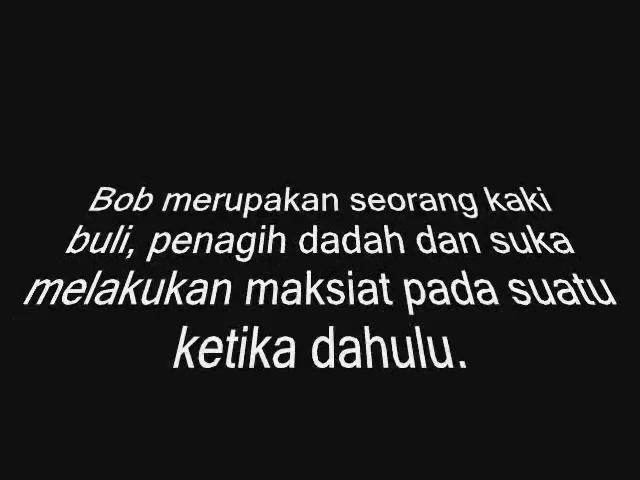 Bob merupakan seorang kaki
buli, penagih dadah dan suka
melakukan maksiat pada suatu
ketika dahulu.